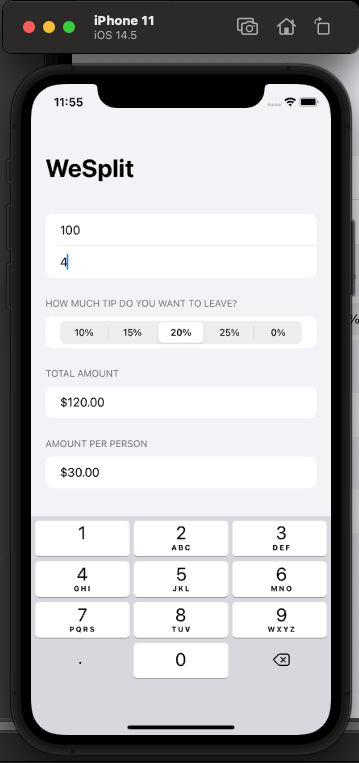 iPhone 11
iOS 14.5
11:55
WeSplit
100
4
HOW MUCH TIP DO YOU WANT TO LEAVE?
10% 15% 20% 25% 0%
TOTAL AMOUNT
$120.00
AMOUNT PER PERSON
$30.00
1 2 3
ABC DEF
4 5 6
GHI JKL MNO
7 8 9
PQRS TUV WXYZ
. 0
%